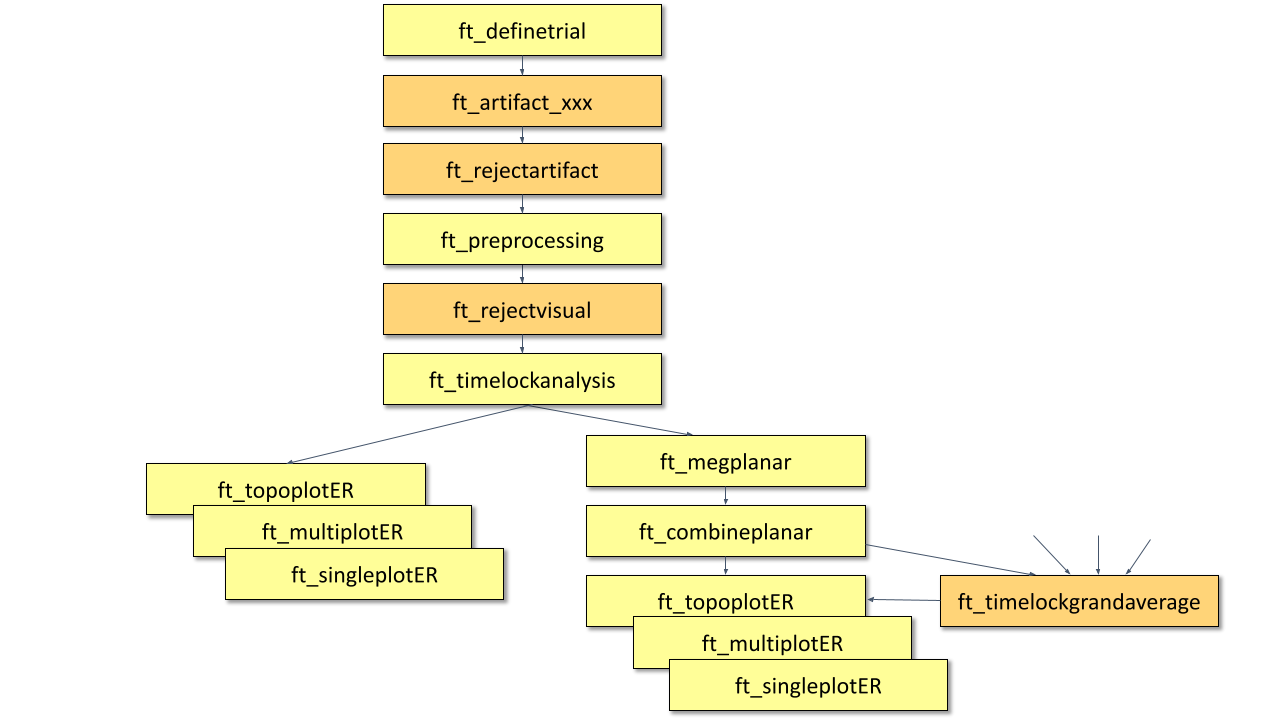 ft_definetrial
ft_artifact_xxx
ft_rejectartifact
ft_preprocessing
ft_rejectvisual
ft_timelockanalysis
ft_topoplotER
ft_multiplotER
ft_singleplotER
ft_megplanar
ft_combineplanar
ft_topoplotER
ft_multiplotER
ft_singleplotER
ft_timelockgrandaverage